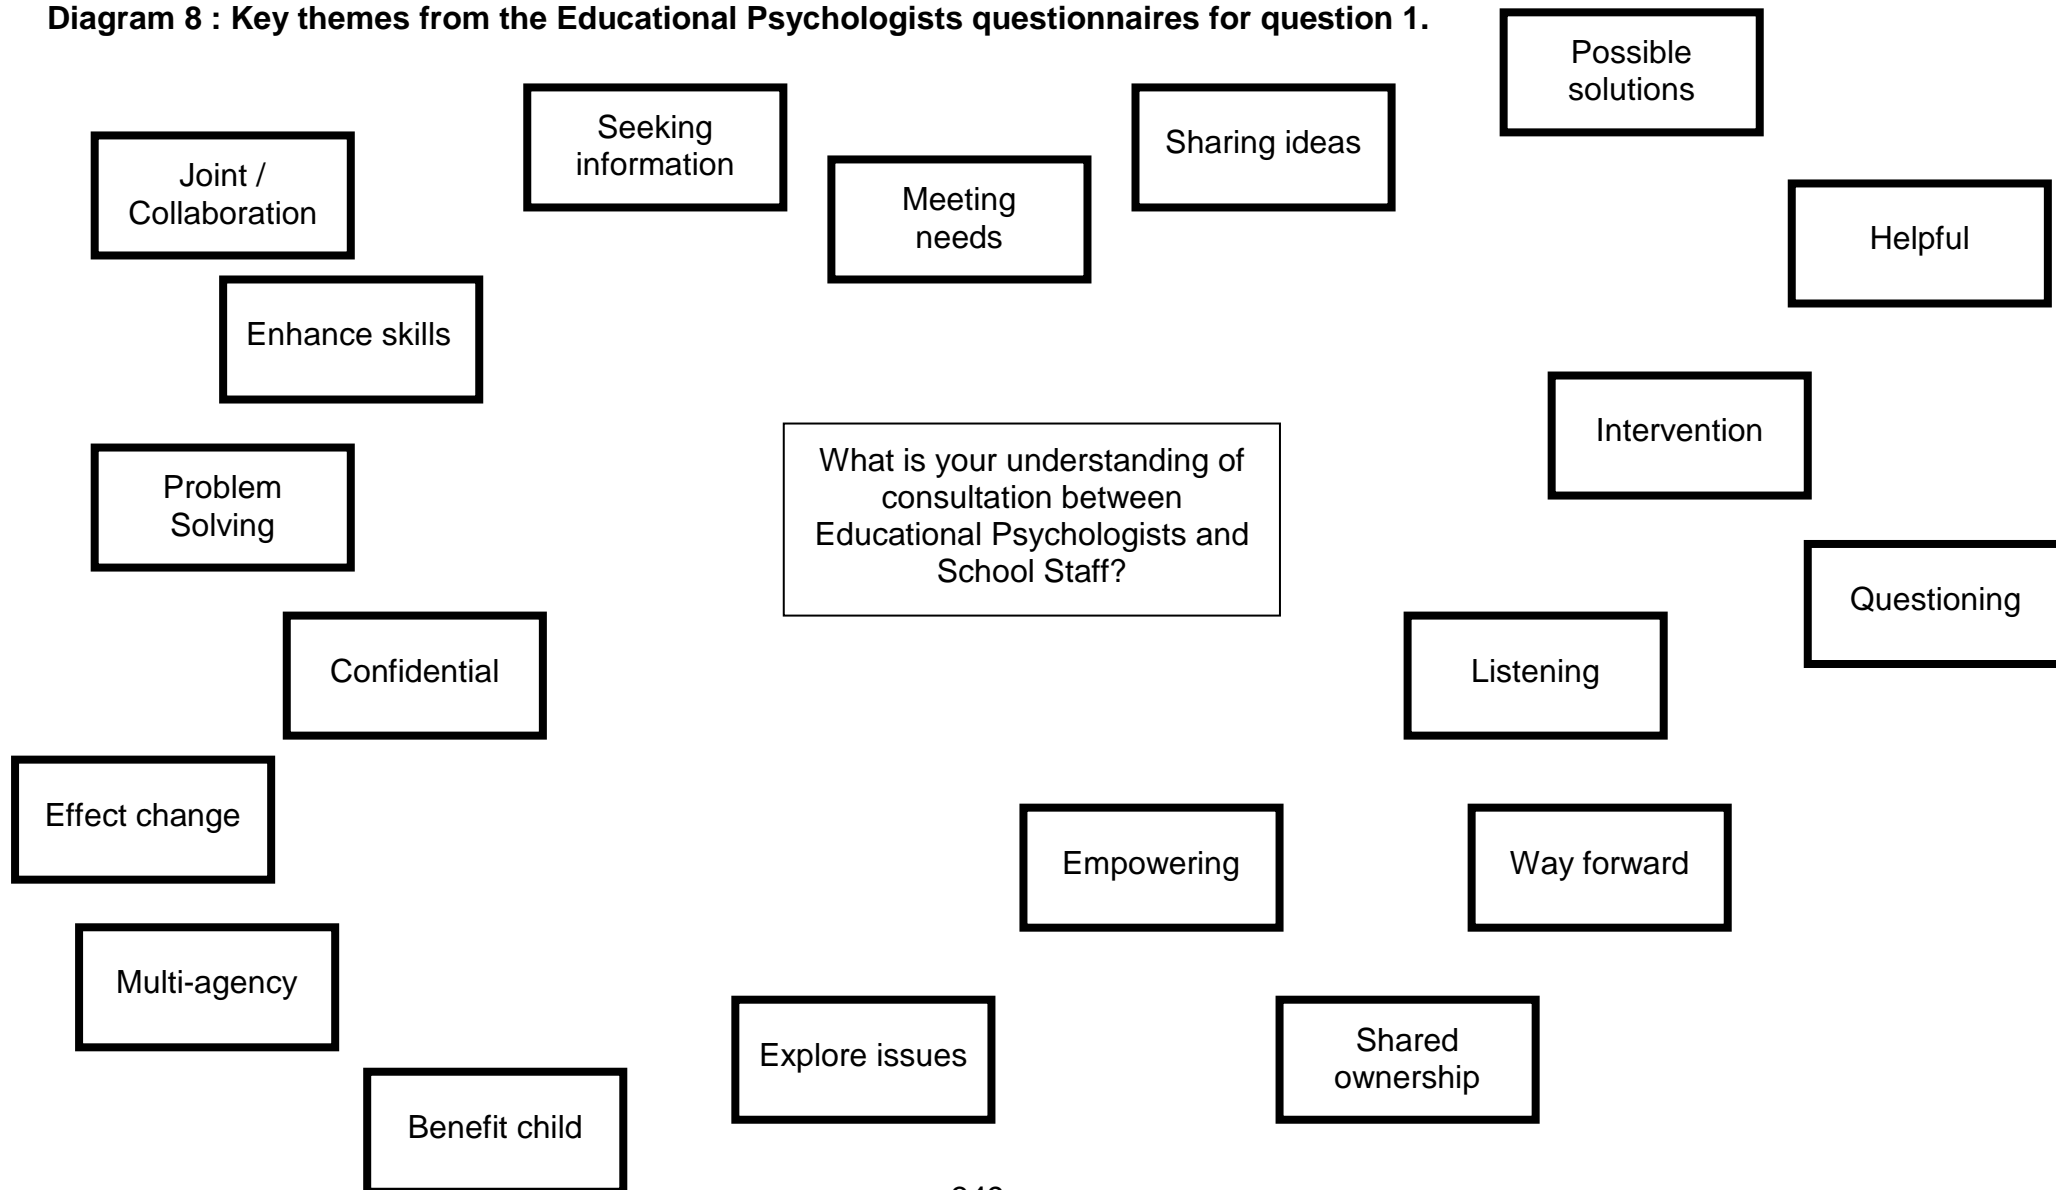 Diagram 8 : Key themes from the Educational Psychologists questionnaires for question 1.
Possible
solutions
Seeking
information
Sharing ideas
Joint /
Collaboration
Meeting
needs
Helpful
Enhance skills
Intervention
What is your understanding of
consultation between
Educational Psychologists and
School Staff?
Problem
Solving
Questioning
Confidential
Listening
Effect change
Empowering
Way forward
Multi-agency
Explore issues
Shared
ownership
Benefit child